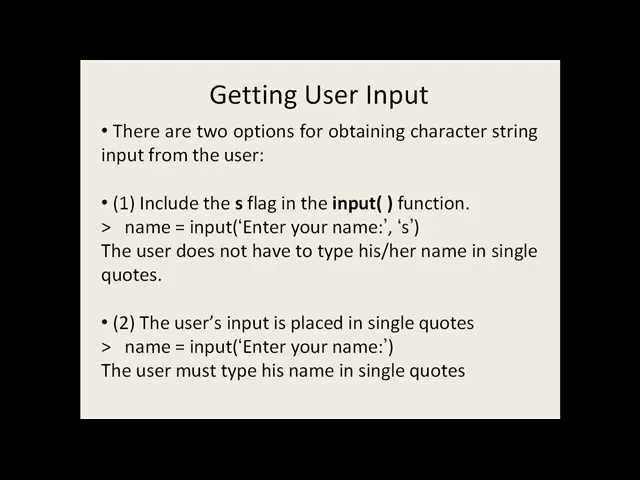 Getting User Input
• There are two options for obtaining character string
input from the user:
• (1) Include the s flag in the input( ) function.
> name = input(‘Enter your name:’, ‘s’)
The user does not have to type his/her name in single
quotes.
• (2) The user’s input is placed in single quotes
> name = input(‘Enter your name:’)
The user must type his name in single quotes